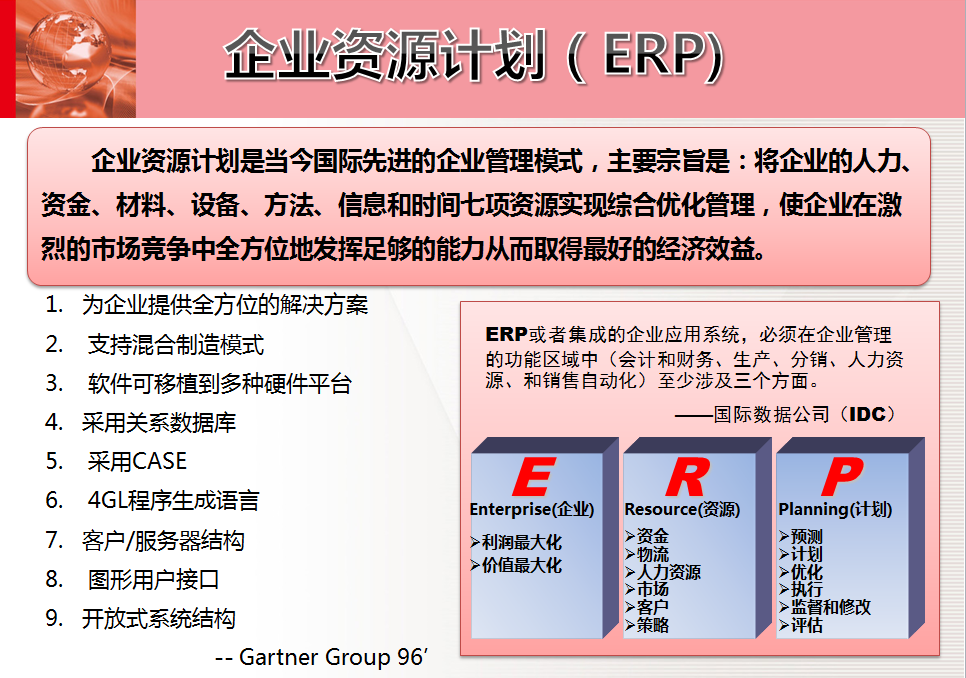 企业资源计划（ERP）
企业资源计划是当今国际先进的企业管理模式，主要宗旨是：将企业的人力、
资金、材料、设备、方法、信息和时间七项资源实现综合优化管理，使企业在激
烈的市场竞争中全方位地发挥足够的能力从而取得最好的经济效益。
1. 为企业提供全方位的解决方案
2. 支持混合制造模式
3. 软件可移植到多种硬件平台
4. 采用关系数据库
5. 采用CASE
6. 4GL程序生成语言
7. 客户/服务器结构
8. 图形用户接口
9. 开放式系统结构
-- Gartner Group 96′
ERP或者集成的企业应用系统，必须在企业管理
的功能区域中（会计和财务、生产、分销、人力资
源、和销售自动化）至少涉及三个方面。
——国际数据公司（IDC）
E
Enterprise(企业)
➢利润最大化
➢价值最大化
R
Resource(资源)
➢资金
➢物流
➢人力资源
➢市场
➢客户
➢策略
P
Planning(计划)
➢预测
➢计划
➢优化
➢执行
➢监督和修改
➢评估